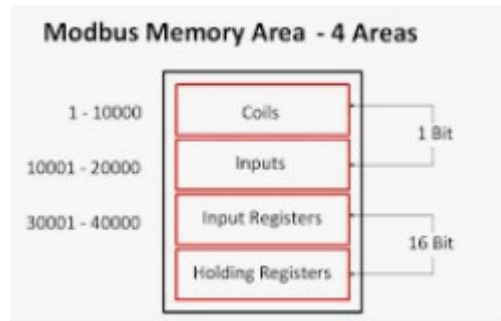 Modbus Memory Area - 4 Areas
1 - 10000
Coils
1 Bit
10001 - 20000
Inputs
30001 - 40000
Input Registers
16 Bit
Holding Registers